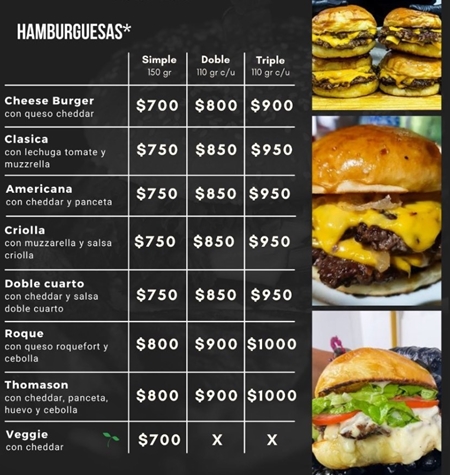 HAMBURGUESAS*
Simple Doble Triple
150 gr 110 gr c/u 110 gr c/u
Cheese Burger $700 $800 $900
con queso cheddar
Clasica $750 $850 $950
con lechuga tomate y
muzzrella
Americana $750 $850 $950
con cheddar y panceta
Criolla $750 $850 $950
con muzzarella y salsa
criolla
Doble cuarto $750 $850 $950
con cheddar y salsa
doble cuarto
Roque $800 $900 $1000
con queso roquefort y
cebolla
Thomason $800 $900 $1000
con cheddar, panceta,
huevo y cebolla
Veggie $700 X X
con cheddar